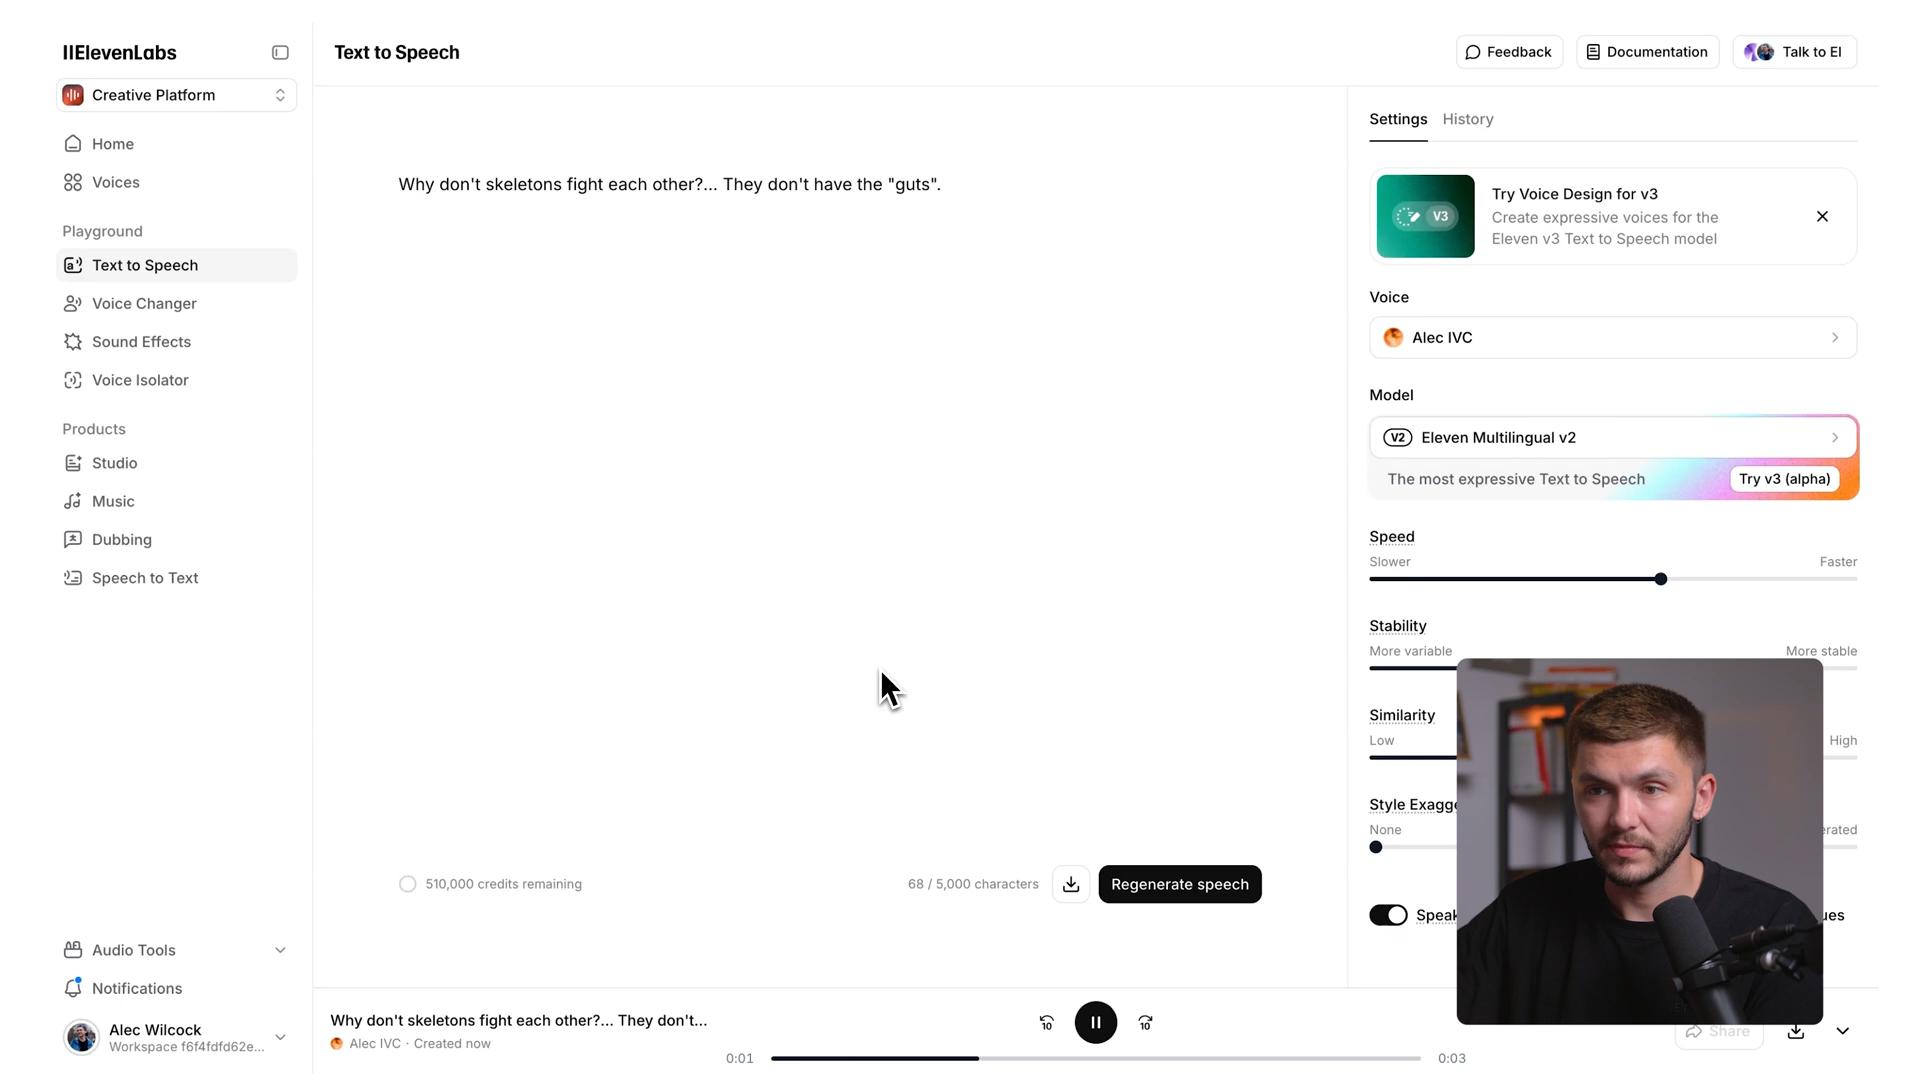 IIElevenLabs
Creative Platform
Home
Voices
Playground
Text to Speech
Voice Changer
Sound Effects
Voice Isolator
Products
Studio
Music
Dubbing
Speech to Text
Audio Tools
Notifications
Alec Wilcock
Workspace f6f4fdfd62e...
Text to Speech
Feedback
Documentation
Talk to El
Why don't skeletons fight each other?... They don't have the "guts".
510,000 credits remaining
68 / 5,000 characters
Regenerate speech
Settings
History
V3
Try Voice Design for v3
Create expressive voices for the
Eleven v3 Text to Speech model
Voice
Alec IVC
Model
V2 Eleven Multilingual v2
The most expressive Text to Speech
Try v3 (alpha)
Speed
Slower
Faster
Stability
More variable
More stable
Similarity
Low
High
Style Exagge
None
erated
Speak
ues
Why don't skeletons fight each other?... They don't...
Alec IVC · Created now
10
10
0:01
0:03
Share